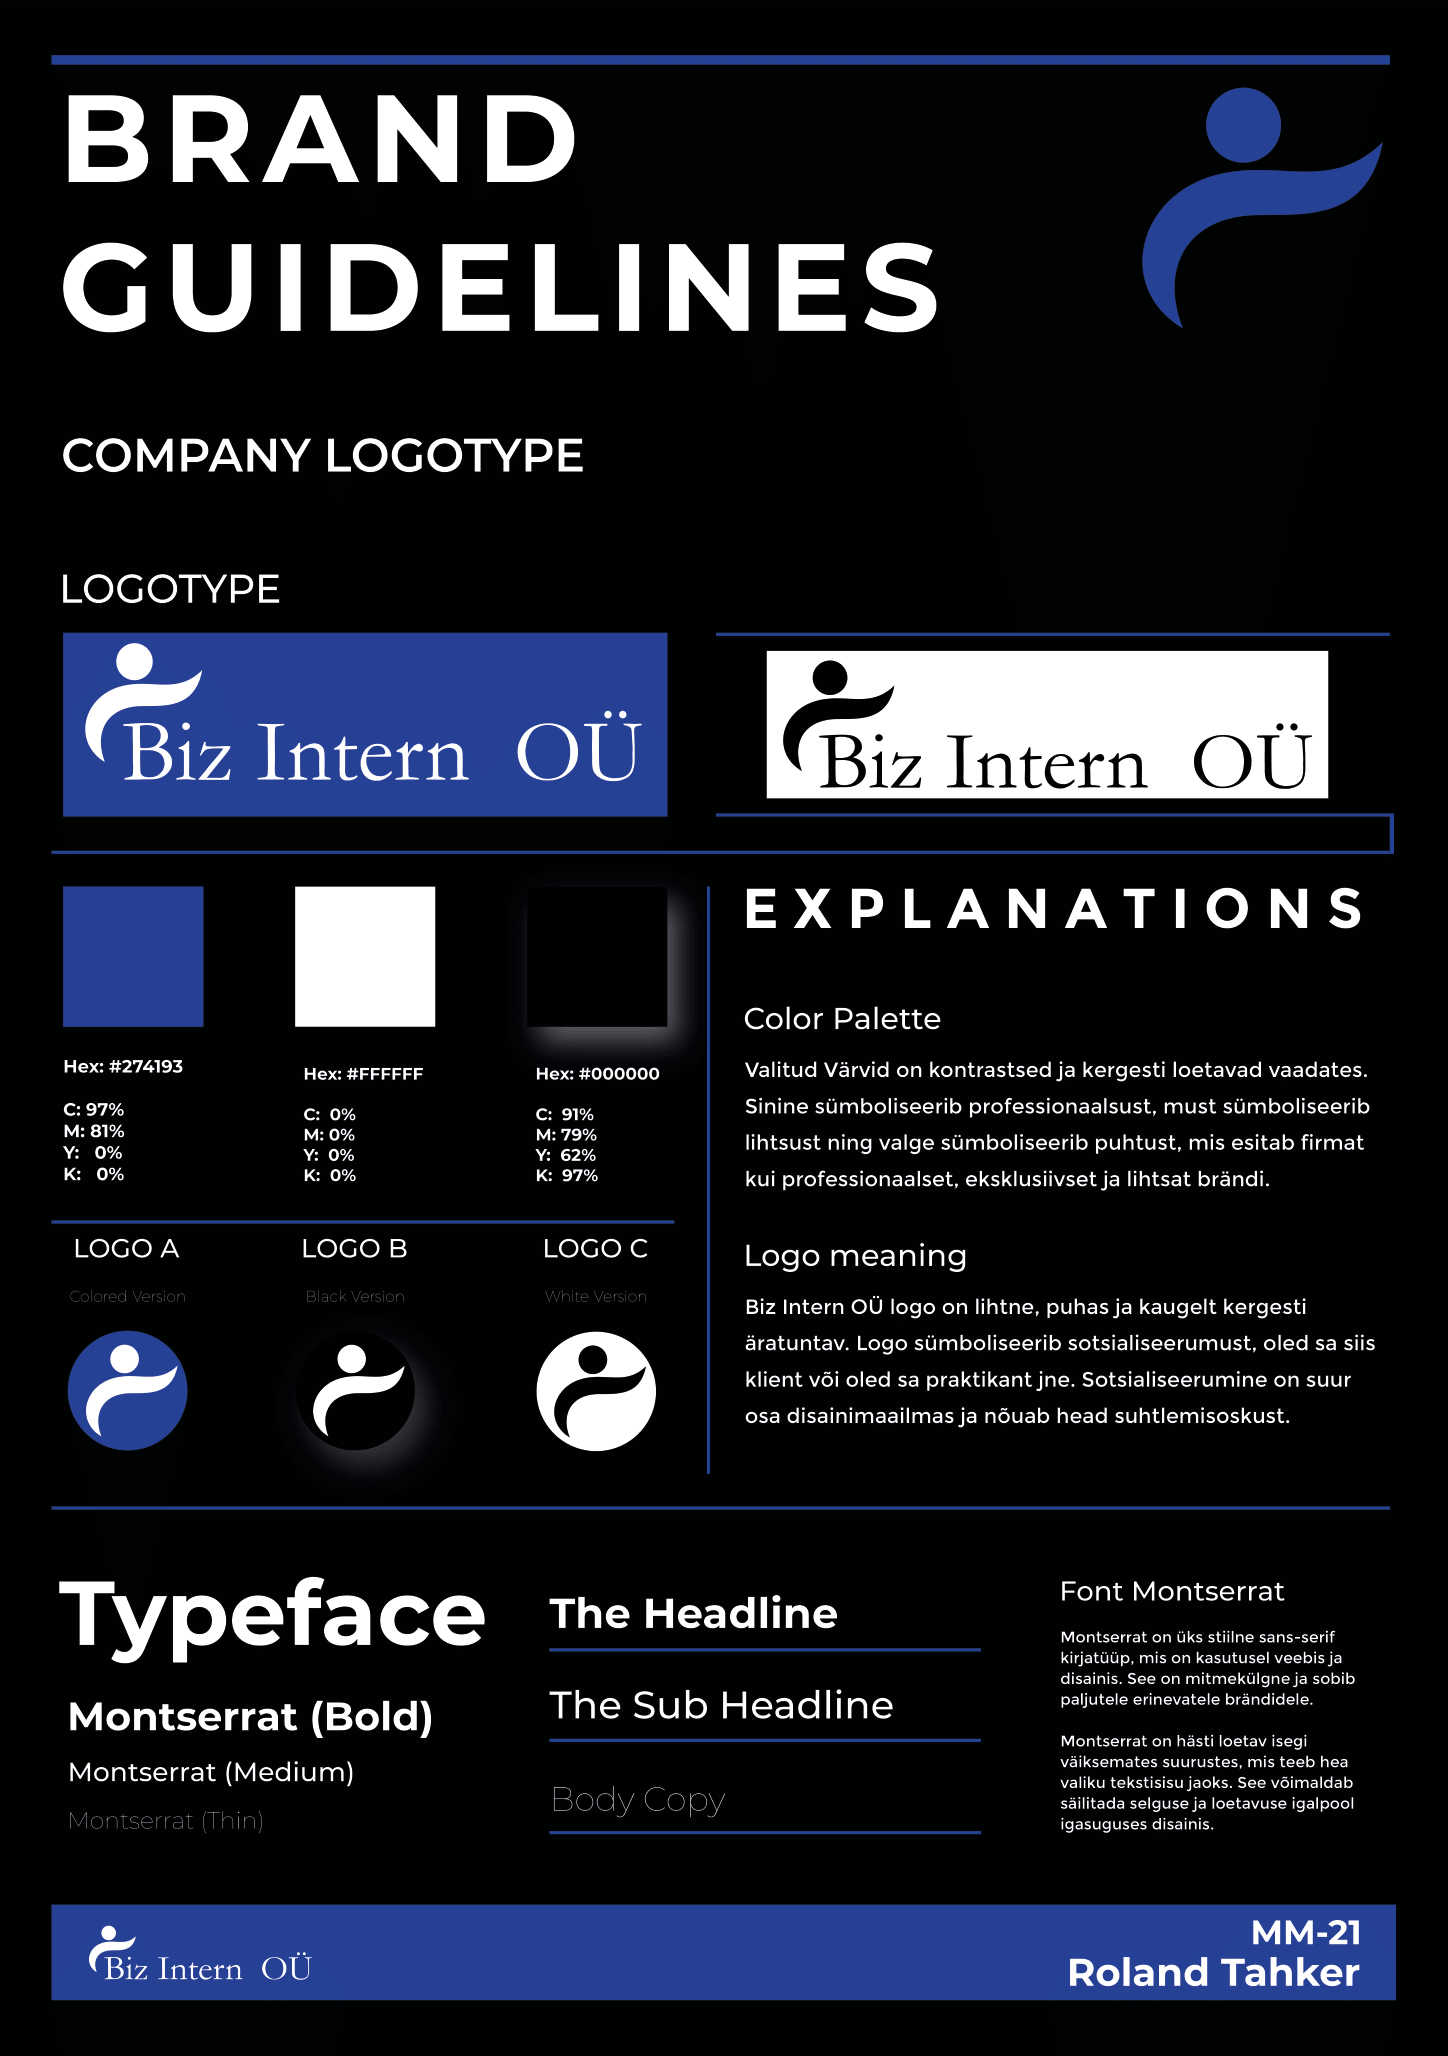 BRAND
GUIDELINES
COMPANY LOGOTYPE
LOGOTYPE
Biz Intern OÜ
Biz Intern OÜ
Hex: #274193
C: 97%
M: 81%
Y: 0%
K: 0%
Hex: #FFFFFF
C: 0%
M: 0%
Y: 0%
K: 0%
Hex: #000000
C: 91%
M: 79%
Y: 62%
K: 97%
LOGO A
Colored Version
LOGO B
Black Version
LOGO C
White Version
EXPLANATIONS
Color Palette
Valitud Värvid on kontrastsed ja kergesti loetavad vaadates.
Sinine sümboliseerib professionaalsust, must sümboliseerib
lihtsust ning valge sümboliseerib puhtust, mis esitab firmat
kui professionaalset, eksklusiivset ja lihtsat brändi.
Logo meaning
Biz Intern OÜ logo on lihtne, puhas ja kaugelt kergesti
äratuntav. Logo sümboliseerib sotsialiseerumust, oled sa siis
klient või oled sa praktikant jne. Sotsialiseerumine on suur
osa disainimaailmas ja nõuab head suhtlemisoskust.
Typeface
Montserrat (Bold)
Montserrat (Medium)
Montserrat (Thin)
The Headline
The Sub Headline
Body Copy
Font Montserrat
Montserrat on üks stiilne sans-serif
kirjatüüp, mis on kasutusel veebis ja
disainis. See on mitmekülgne ja sobib
paljutele erinevatele brändidele.
Montserrat on hästi loetav isegi
väiksemates suurustes, mis teeb hea
valiku tekstisisu jaoks. See võimaldab
säilitada selguse ja loetavuse igalpool
igasuguses disainis.
Biz Intern OÜ
MM-21
Roland Tahker